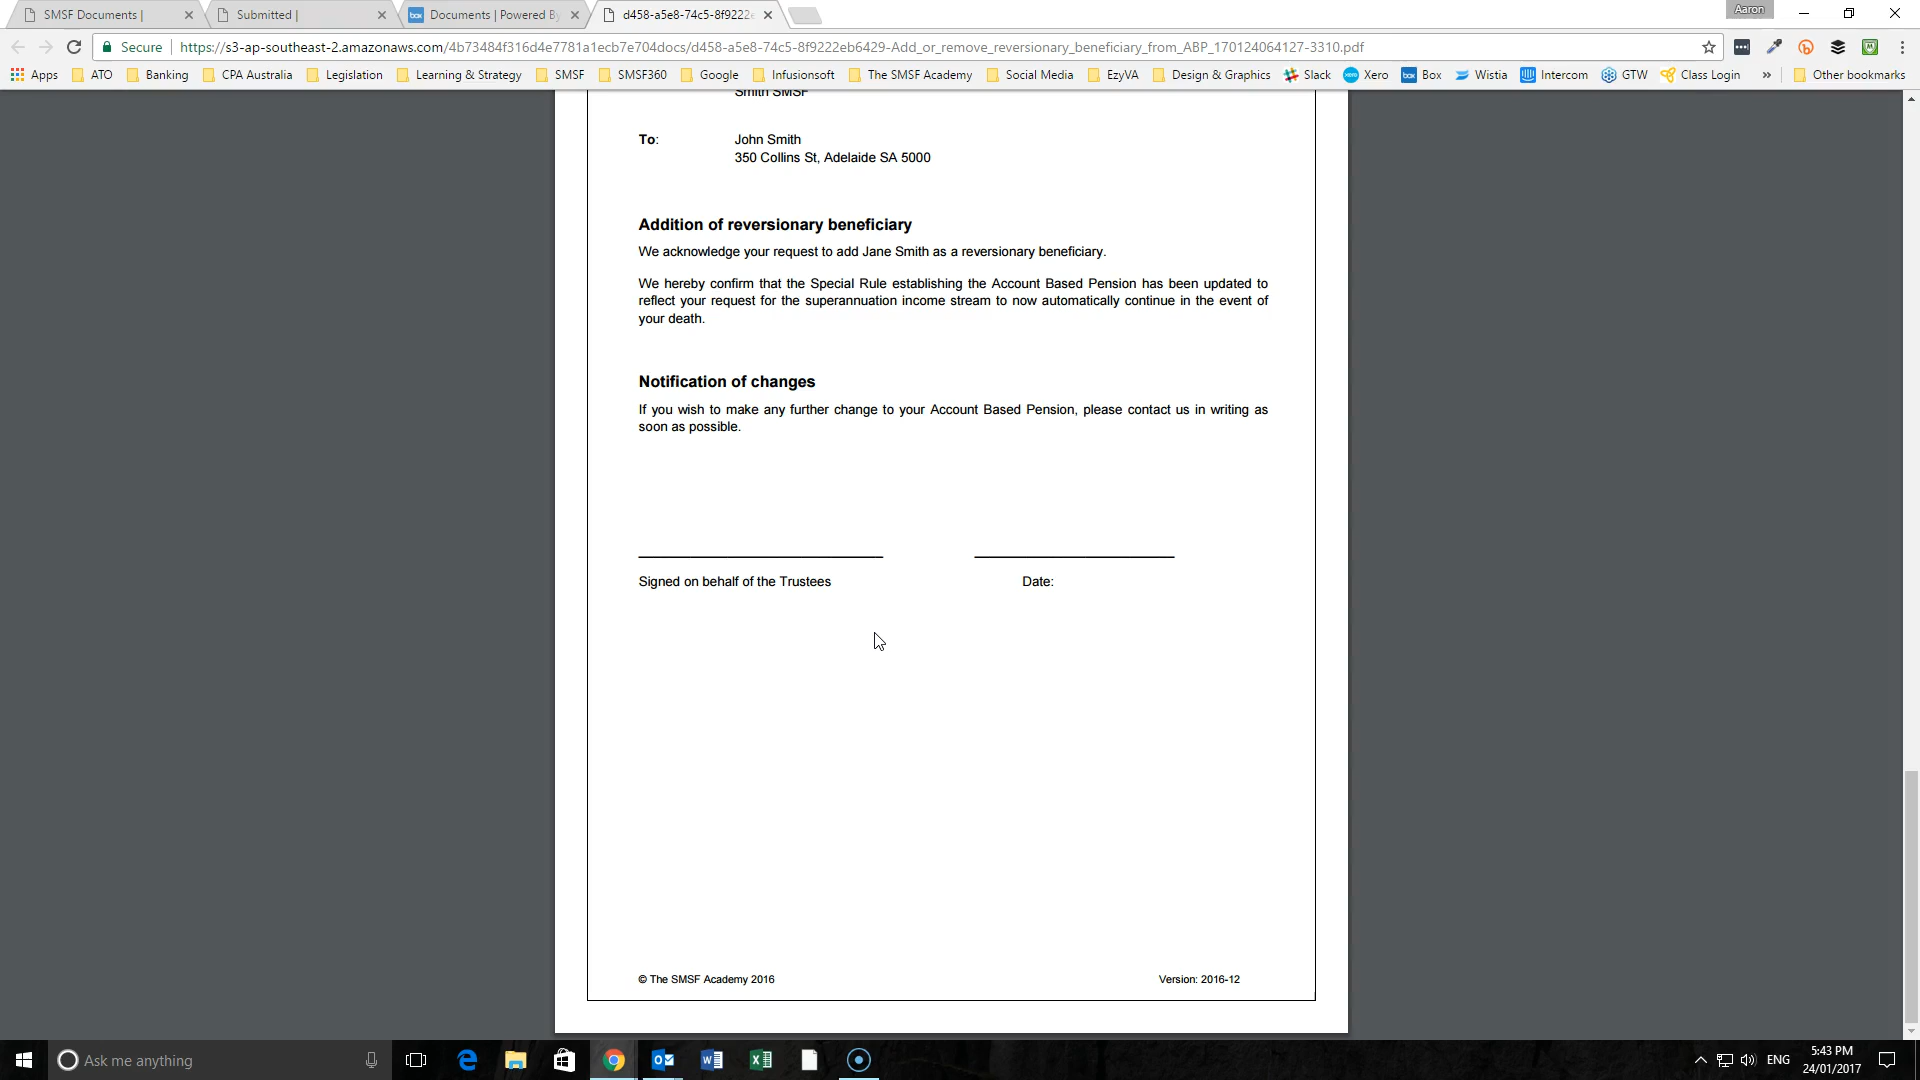 SMSF Documents |
Submitted |
Documents | Powered By
d458-a5e8-74c5-8f9222e
Aaron
Secure
https://s3-ap-southeast-2.amazonaws.com/4b73484f316d4e7781a1ecb7e704docs/d458-a5e8-74c5-8f9222eb6429-Add_or_remove_reversionary_beneficiary_from_ABP_170124064127-3310.pdf
Apps ATO Banking CPA Australia Legislation Learning & Strategy SMSF SMSF360 Google Infusionsoft The SMSF Academy Social Media EzyVA Design & Graphics Slack Xero Box Wistia Intercom GTW Class Login » Other bookmarks
Smith SMSF
To: John Smith
350 Collins St, Adelaide SA 5000
Addition of reversionary beneficiary
We acknowledge your request to add Jane Smith as a reversionary beneficiary.
We hereby confirm that the Special Rule establishing the Account Based Pension has been updated to
reflect your request for the superannuation income stream to now automatically continue in the event of
your death.
Notification of changes
If you wish to make any further change to your Account Based Pension, please contact us in writing as
soon as possible.
Signed on behalf of the Trustees Date:
© The SMSF Academy 2016 Version: 2016-12
Ask me anything
ENG
5:43 PM
24/01/2017